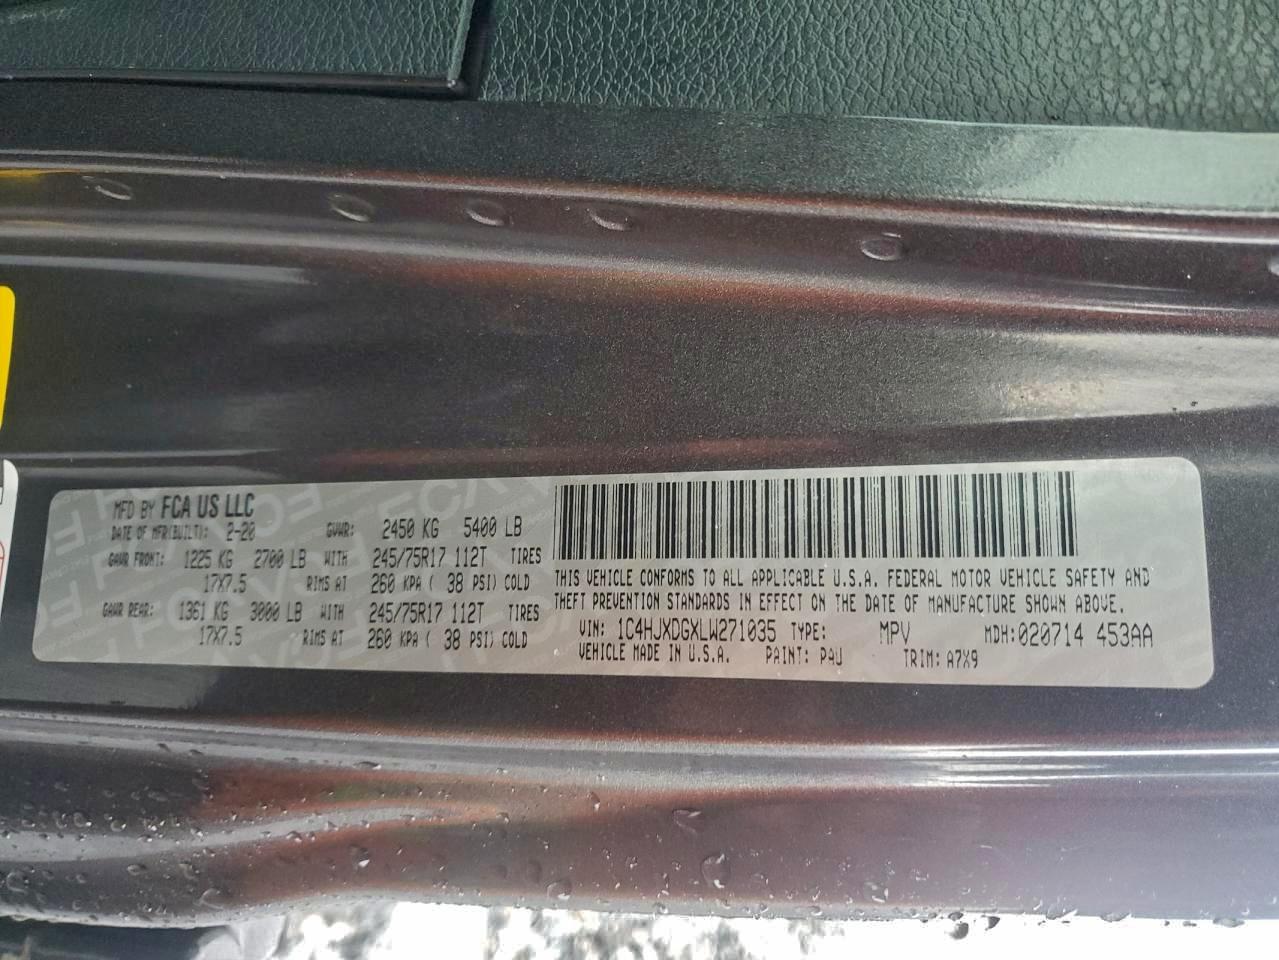 MFD BY FCA US LLC
DATE OF MFR(BUILT): 2-20 GVWR: 2450 KG 5400 LB
GAWR FRONT: 1225 KG 2700 LB WITH 245/75R17 112T TIRES
17X7.5 RIMS AT 260 KPA ( 38 PSI) COLD
GAWR REAR: 1361 KG 3000 LB WITH 245/75R17 112T TIRES
17X7.5 RIMS AT 260 KPA ( 38 PSI) COLD
THIS VEHICLE CONFORMS TO ALL APPLICABLE U.S.A. FEDERAL MOTOR VEHICLE SAFETY AND
THEFT PREVENTION STANDARDS IN EFFECT ON THE DATE OF MANUFACTURE SHOWN ABOVE.
VIN: 1C4HJXDGXLW271035 TYPE: MPV MDH:020714 453AA
VEHICLE MADE IN U.S.A. PAINT: PAU TRIM: A7X9